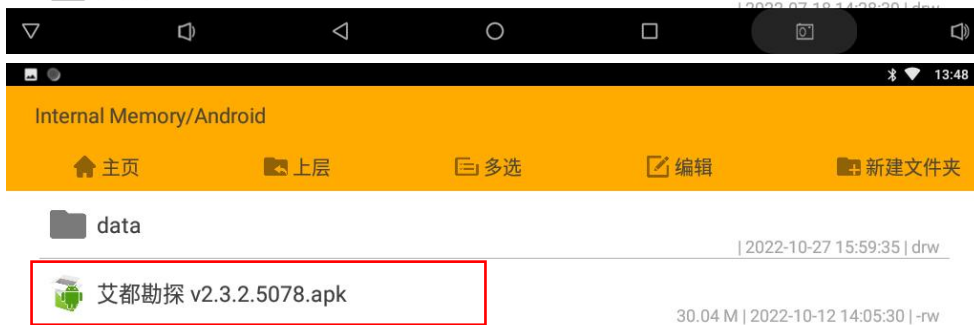 13:48
Internal Memory/Android
主页 上层 多选 编辑 新建文件夹
data
| 2022-10-27 15:59:35 | drw
艾都勘探 v2.3.2.5078.apk
30.04 M | 2022-10-12 14:05:30 | -rw